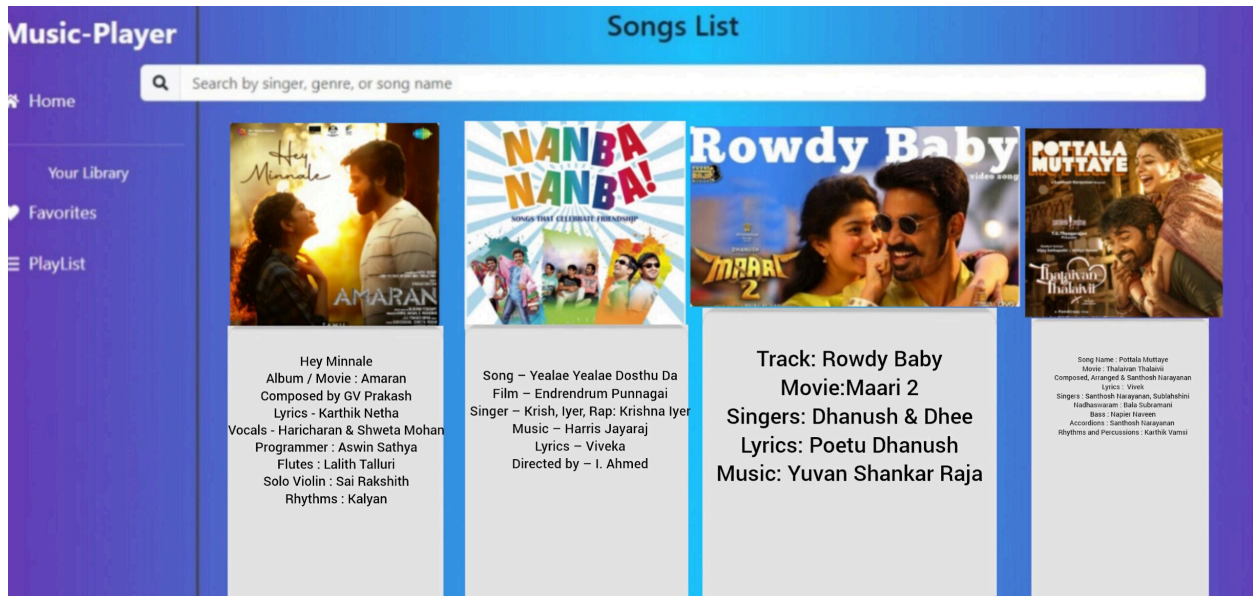 Music-Player
Songs List
Search by singer, genre, or song name
Home
Your Library
Favorites
PlayList
Hey
Minnale
AMARAN
TAMIL
NANBA
NANBA!
SONGS THAT CELEBRATE FRIENDSHIP
Rowdy Baby
video song
DHANUSH
MAARI
2
POTTALA
MUTTAYE
Thalaivan
Thalaivii
Hey Minnale
Album / Movie : Amaran
Composed by GV Prakash
Lyrics - Karthik Netha
Vocals - Haricharan & Shweta Mohan
Programmer : Aswin Sathya
Flutes : Lalith Talluri
Solo Violin : Sai Rakshith
Rhythms : Kalyan
Song – Yealae Yealae Dosthu Da
Film – Endrendrum Punnagai
Singer – Krish, Iyer, Rap: Krishna Iyer
Music – Harris Jayaraj
Lyrics – Viveka
Directed by – I. Ahmed
Track: Rowdy Baby
Movie:Maari 2
Singers: Dhanush & Dhee
Lyrics: Poetu Dhanush
Music: Yuvan Shankar Raja
Song Name : Pottala Muttaye
Movie : Thalaivan Thalaivii
Composed, Arranged & Santhosh Narayanan
Lyrics : Vivek
Singers : Santhosh Narayanan, Sublahshini
Nadhaswaram : Bala Subramani
Bass : Napier Naveen
Accordions : Santhosh Narayanan
Rhythms and Percussions : Karthik Vamsi